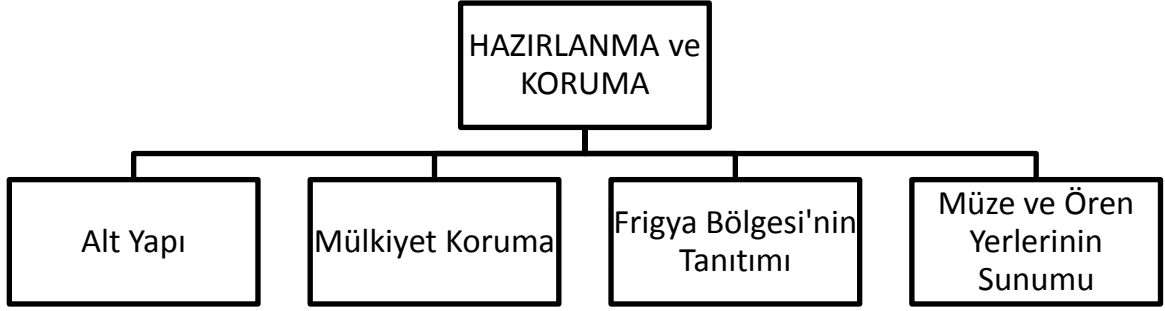 HAZIRLANMA ve
KORUMA
Alt Yapı
Mülkiyet Koruma
Frigya Bölgesi'nin
Tanıtımı
Müze ve Ören
Yerlerinin
Sunumu